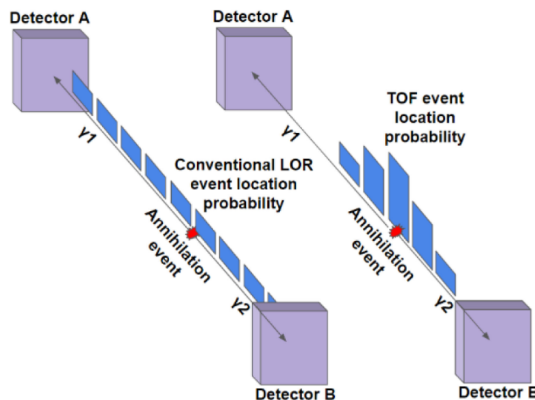 Detector A
γ1
Conventional LOR
event location
probability
Annihilation
event
γ2
Detector B
Detector A
γ1
TOF event
location
probability
Annihilation
event
γ2
Detector B